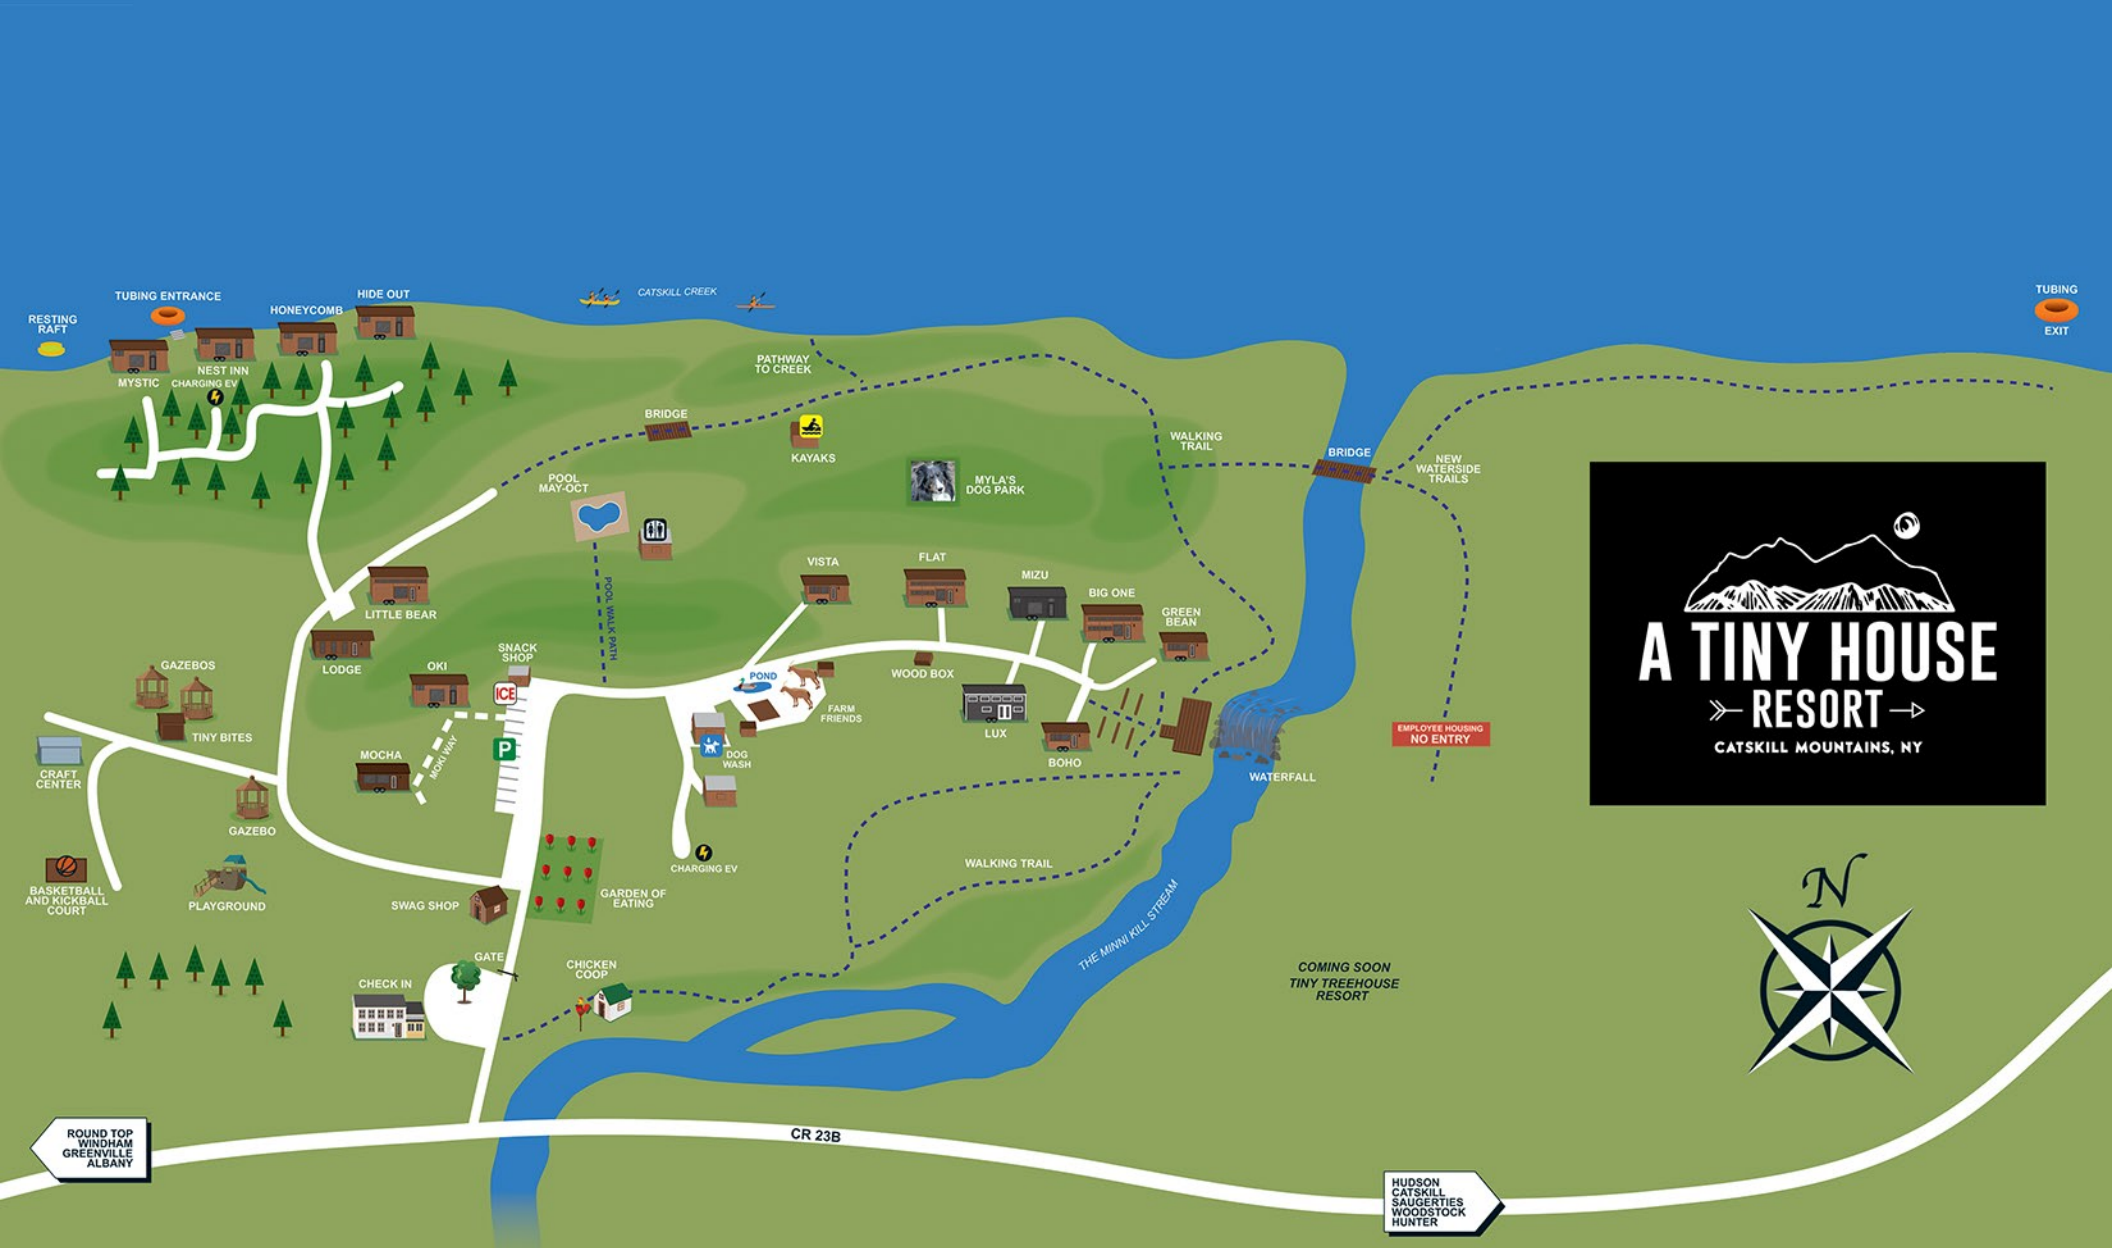 TUBING ENTRANCE
HIDE OUT
HONEYCOMB
RESTING
RAFT
CATSKILL CREEK
TUBING
EXIT
MYSTIC
NEST INN
CHARGING EV
PATHWAY
TO CREEK
BRIDGE
KAYAKS
WALKING
TRAIL
BRIDGE
NEW
WATERSIDE
TRAILS
POOL
MAY-OCT
MYLA'S
DOG PARK
POOL WALK PATH
VISTA
FLAT
MIZU
BIG ONE
GREEN
BEAN
LITTLE BEAR
LODGE
OKI
SNACK
SHOP
ICE
GAZEBOS
TINY BITES
CRAFT
CENTER
POND
FARM
FRIENDS
WOOD BOX
LUX
BOHO
P
MOCHA
MOKI WAY
DOG
WASH
WATERFALL
EMPLOYEE HOUSING
NO ENTRY
A TINY HOUSE
RESORT
CATSKILL MOUNTAINS, NY
GAZEBO
CHARGING EV
WALKING TRAIL
BASKETBALL
AND KICKBALL
COURT
PLAYGROUND
SWAG SHOP
GARDEN OF
EATING
THE MINNI KILL STREAM
GATE
CHICKEN
COOP
CHECK IN
COMING SOON
TINY TREEHOUSE
RESORT
N
ROUND TOP
WINDHAM
GREENVILLE
ALBANY
CR 23B
HUDSON
CATSKILL
SAUGERTIES
WOODSTOCK
HUNTER